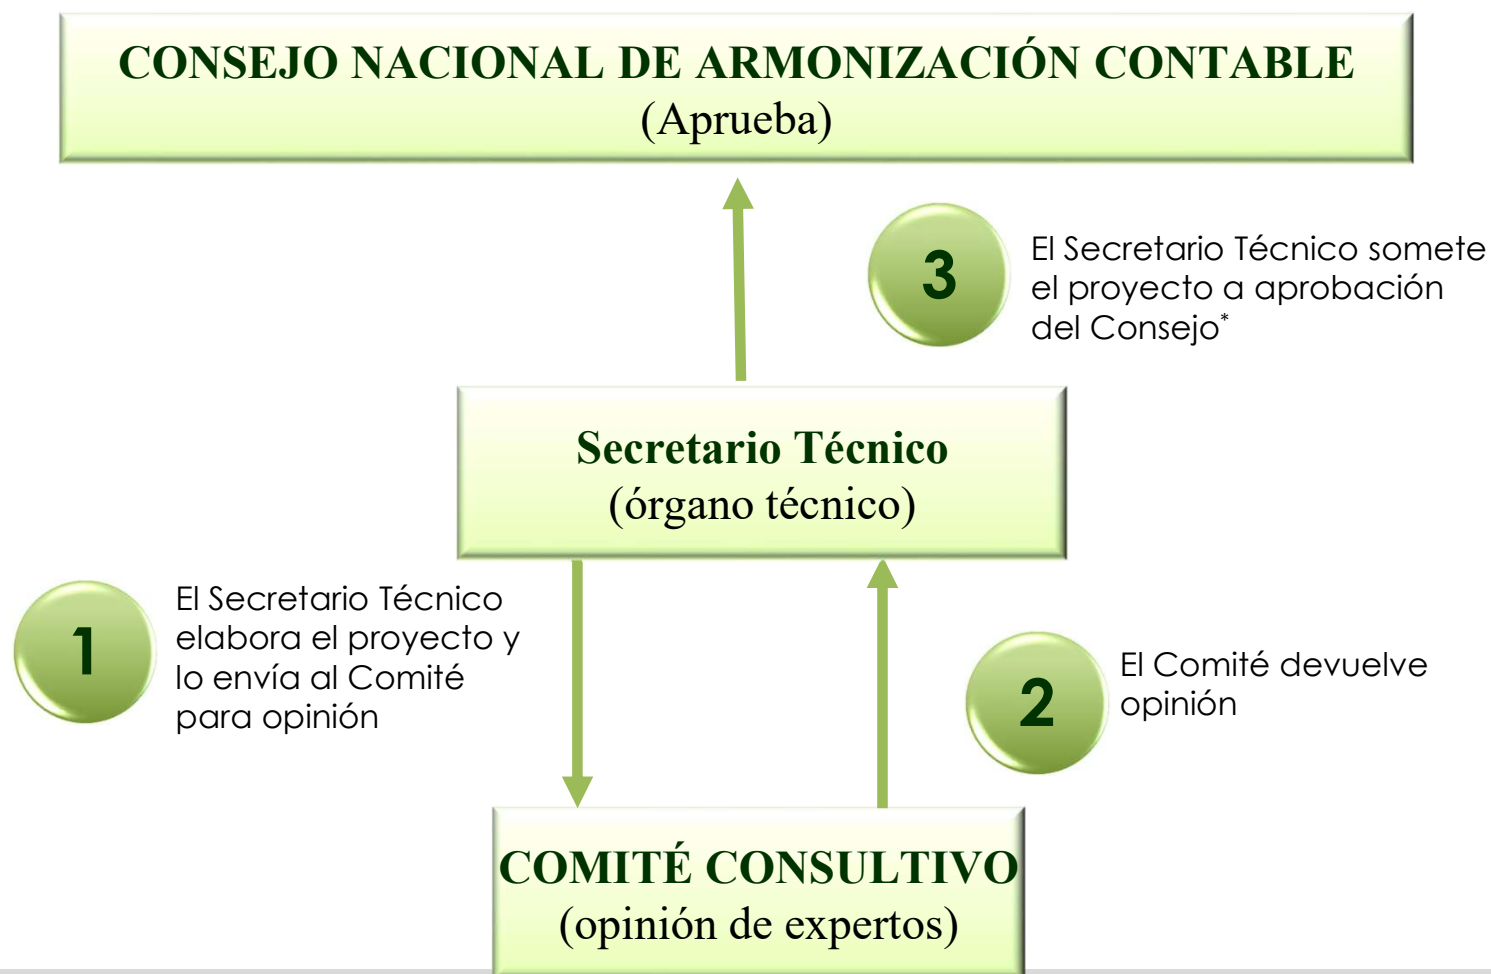 CONSEJO NACIONAL DE ARMONIZACIÓN CONTABLE
(Aprueba)
3
El Secretario Técnico somete
el proyecto a aprobación
del Consejo*
Secretario Técnico
(órgano técnico)
1
El Secretario Técnico
elabora el proyecto y
lo envía al Comité
para opinión
2
El Comité devuelve
opinión
COMITÉ CONSULTIVO
(opinión de expertos)